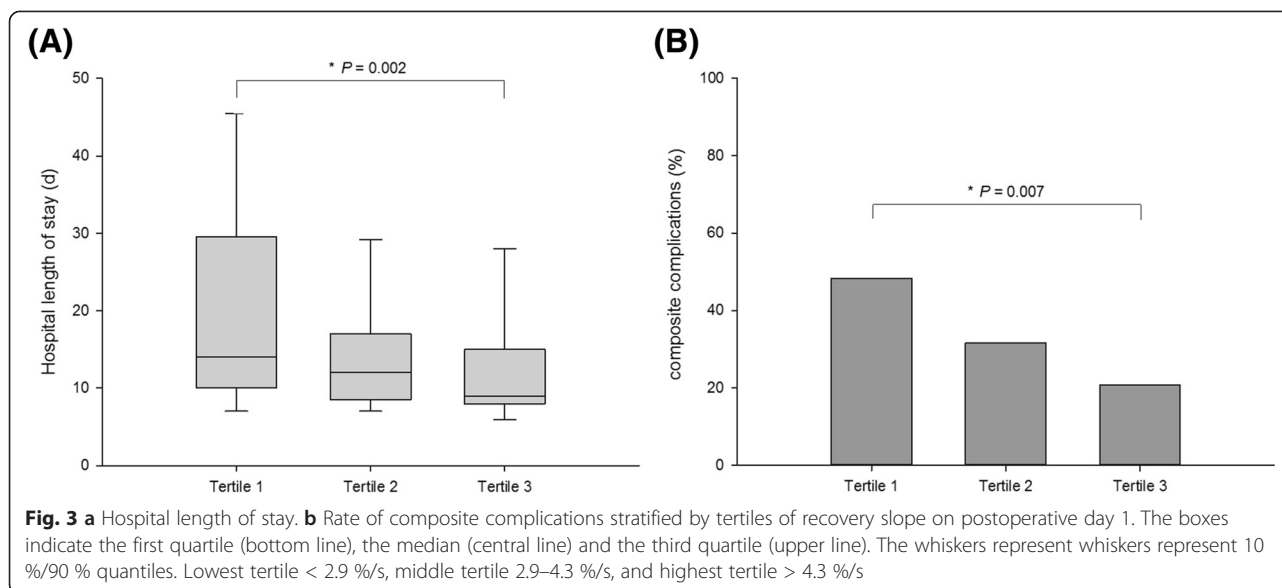 (A)
* P = 0.002
50
40
30
20
10
0
Hospital length of stay (d)
Tertile 1 Tertile 2 Tertile 3
(B)
* P = 0.007
100
80
60
40
20
0
composite complications (%)
Tertile 1 Tertile 2 Tertile 3
Fig. 3 a Hospital length of stay. b Rate of composite complications stratified by tertiles of recovery slope on postoperative day 1. The boxes
indicate the first quartile (bottom line), the median (central line) and the third quartile (upper line). The whiskers represent whiskers represent 10
%/90 % quantiles. Lowest tertile < 2.9 %/s, middle tertile 2.9–4.3 %/s, and highest tertile > 4.3 %/s